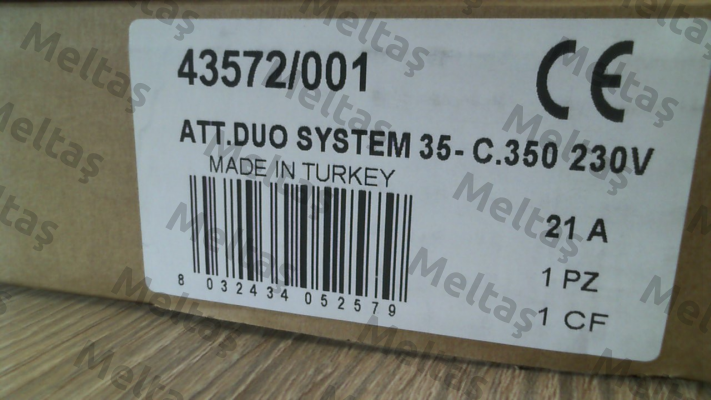 43572/001
CE
ATT.DUO SYSTEM 35- C.350 230V
MADE IN TURKEY
21 A
1 PZ
1 CF
8 032434 052579
Meltaş